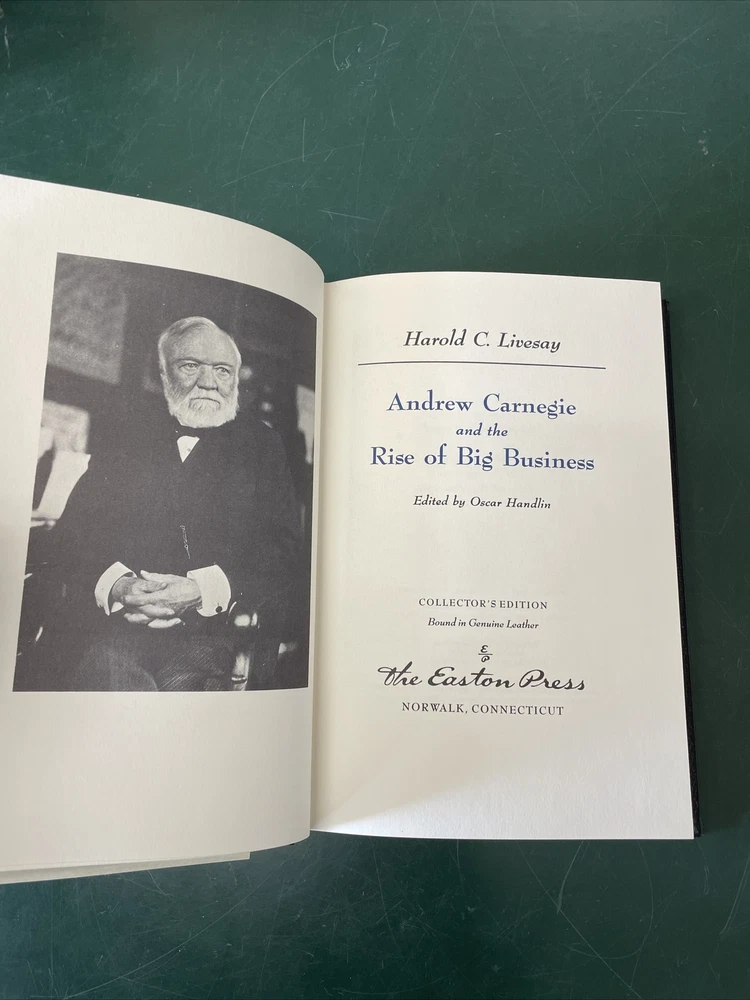 Harold C. Livesay
Andrew Carnegie
and the
Rise of Big Business
Edited by Oscar Handlin
COLLECTOR'S EDITION
Bound in Genuine Leather
E
P
The Easton Press
NORWALK, CONNECTICUT